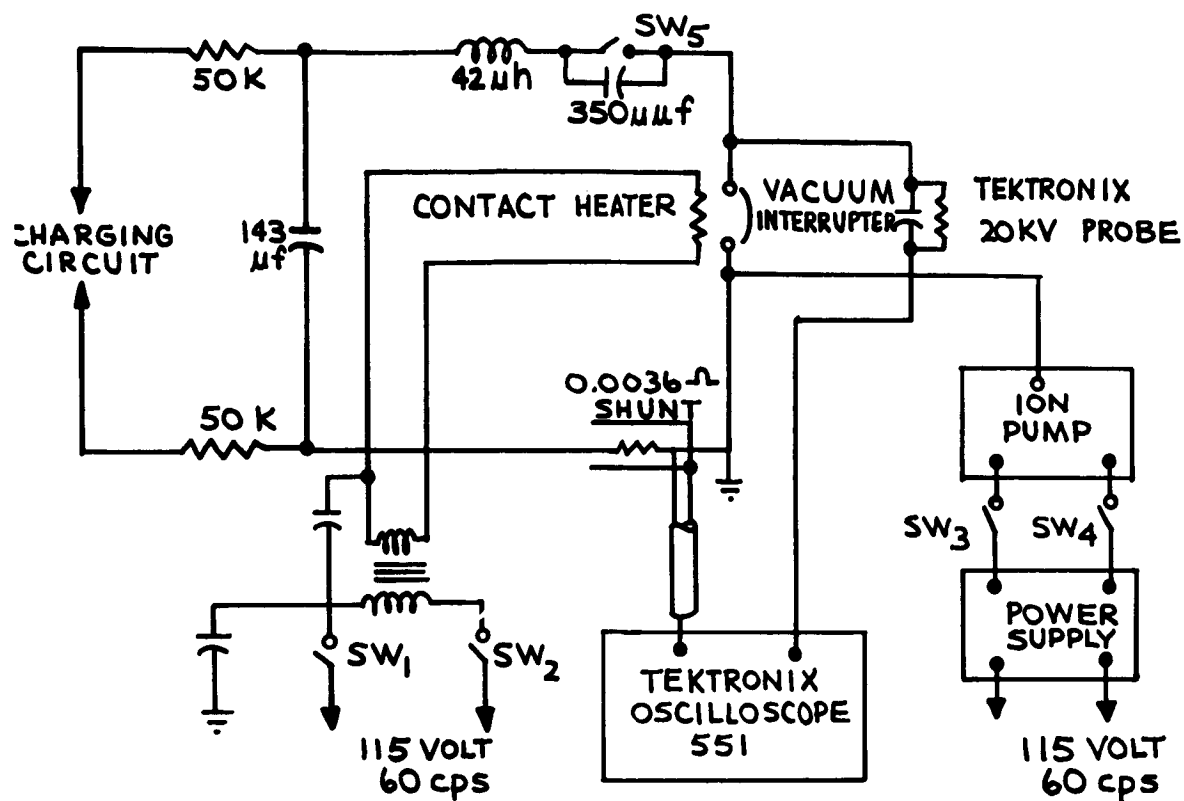 SW5
50K
42μh
350μμf
CONTACT HEATER
VACUUM
INTERRUPTER
TEKTRONIX
20KV PROBE
CHARGING
CIRCUIT
143
μf
0.0036 Ω
SHUNT
50 K
ION
PUMP
SW3
SW4
POWER
SUPPLY
SW1
SW2
TEKTRONIX
OSCILLOSCOPE
551
115 VOLT
60 cps
115 VOLT
60 cps